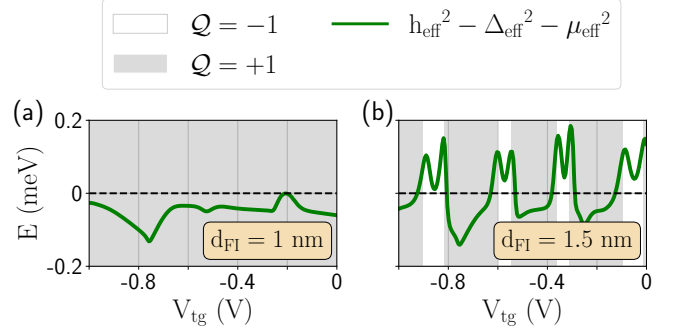 𝒬 = −1
h_eff² − Δ_eff² − μ_eff²
𝒬 = +1
(a)
(b)
E (meV)
0.2
0
-0.2
d_FI = 1 nm
-0.8
-0.4
0
V_tg (V)
d_FI = 1.5 nm
-0.8
-0.4
0
V_tg (V)